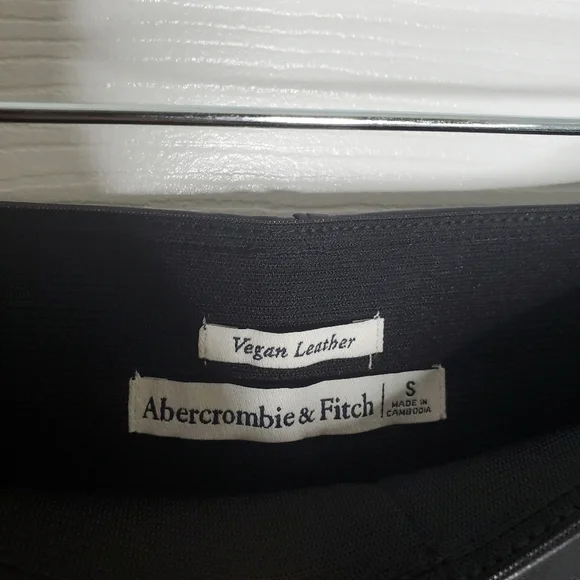 Vegan Leather
Abercrombie & Fitch
S
MADE IN
CAMBODIA